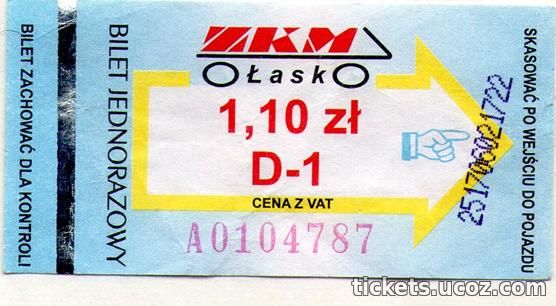 BILET ZACHOWAĆ DLA KONTROLI
BILET JEDNORAZOWY
ZKM
Łask
1,10 zł
D-1
CENA Z VAT
A0104787
SKASOWAĆ PO WEJŚCIU DO POJAZDU
tickets.ucoz.com